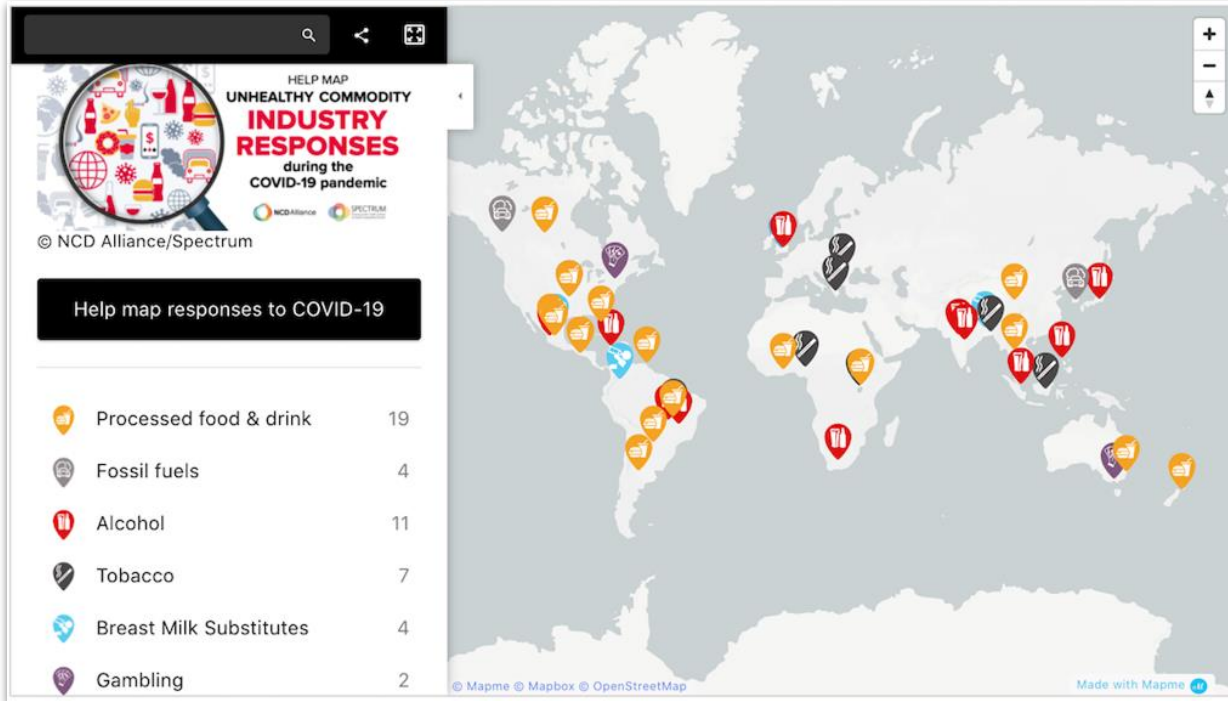 HELP MAP
UNHEALTHY COMMODITY
INDUSTRY
RESPONSES
during the
COVID-19 pandemic
NCDAlliance SPECTRUM
© NCD Alliance/Spectrum
Help map responses to COVID-19
Processed food & drink 19
Fossil fuels 4
Alcohol 11
Tobacco 7
Breast Milk Substitutes 4
Gambling 2
© Mapme © Mapbox © OpenStreetMap
Made with Mapme